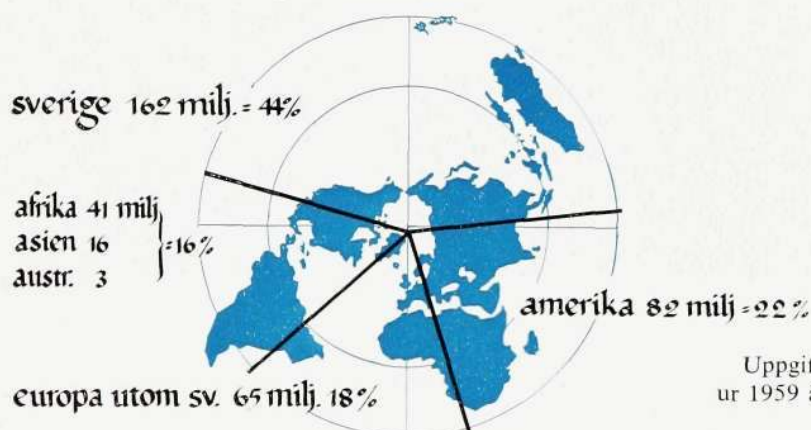 sverige 162 milj. = 44%
afrika 41 milj.
asien 16
austr. 3
=16%
amerika 82 milj = 22%
europa utom sv. 65 milj. 18%
ur 1959